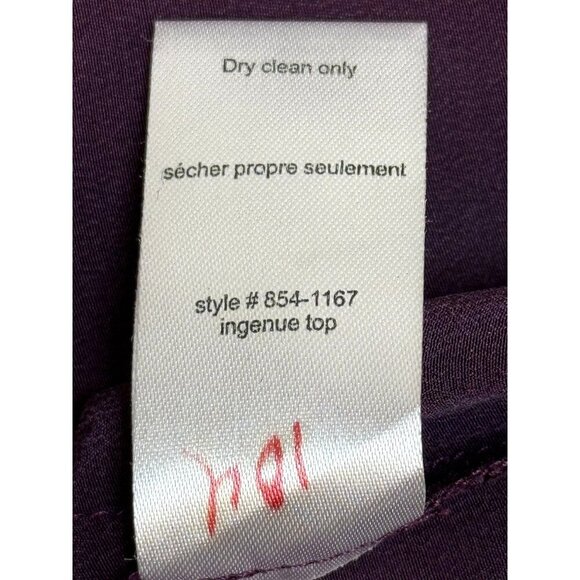 Dry clean only
sécher propre seulement
style # 854-1167
ingenue top